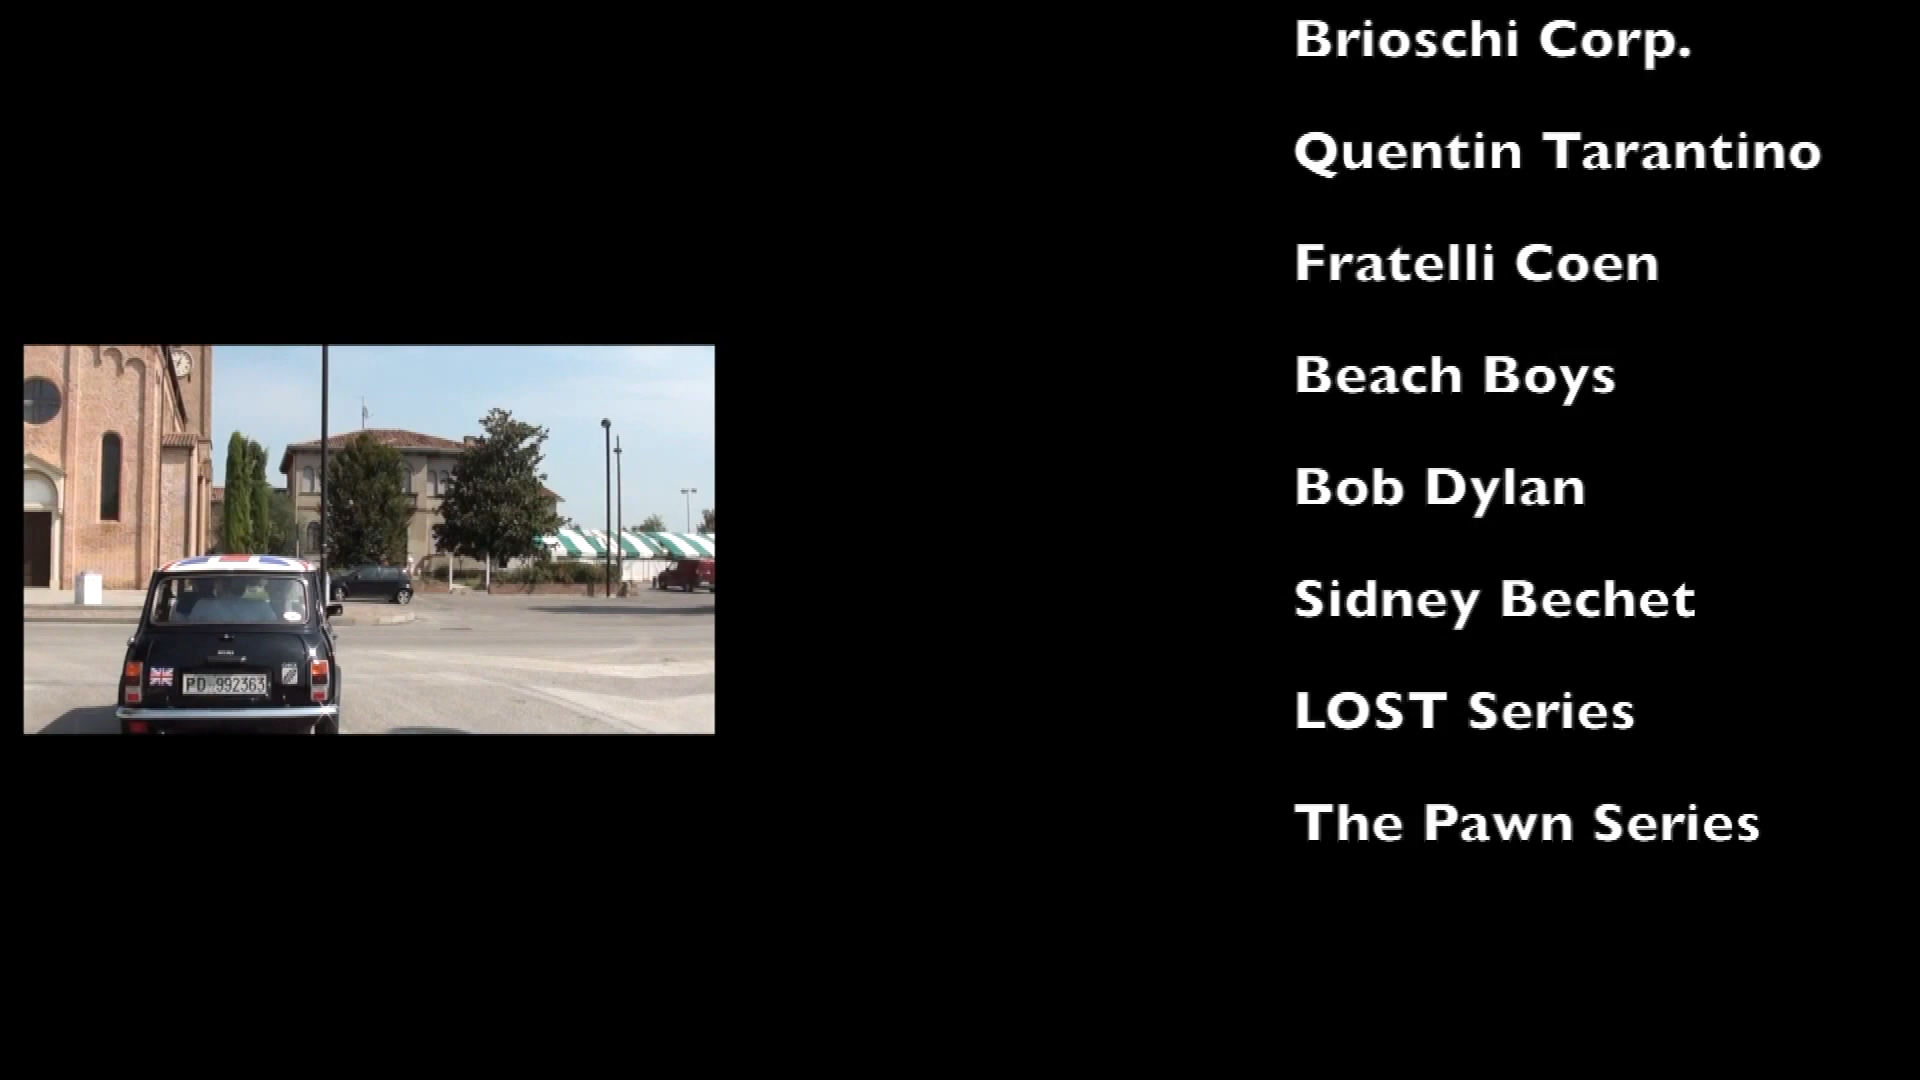 Brioschi Corp.
Quentin Tarantino
Fratelli Coen
Beach Boys
Bob Dylan
Sidney Bechet
LOST Series
The Pawn Series
PD 992363